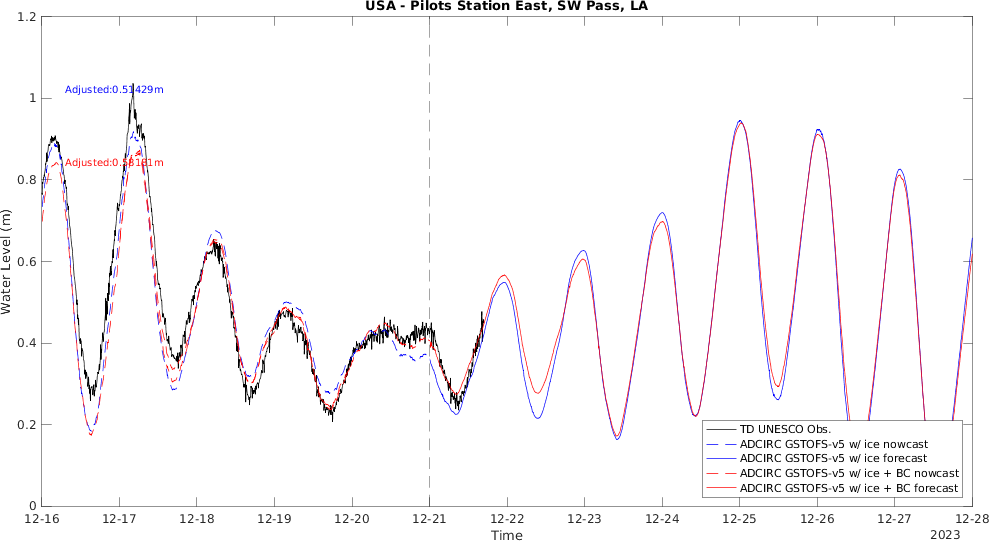 USA - Pilots Station East, SW Pass, LA
1.2
1
0.8
0.6
0.4
0.2
0
Water Level (m)
Adjusted:0.51429m
TD UNESCO Obs.
ADCIRC GSTOFS-v5 w/ ice nowcast
ADCIRC GSTOFS-v5 w/ ice forecast
ADCIRC GSTOFS-v5 w/ ice + BC nowcast
ADCIRC GSTOFS-v5 w/ ice + BC forecast
12-16 12-17 12-18 12-19 12-20 12-21 12-22 12-23 12-24 12-25 12-26 12-27 12-28
Time
2023